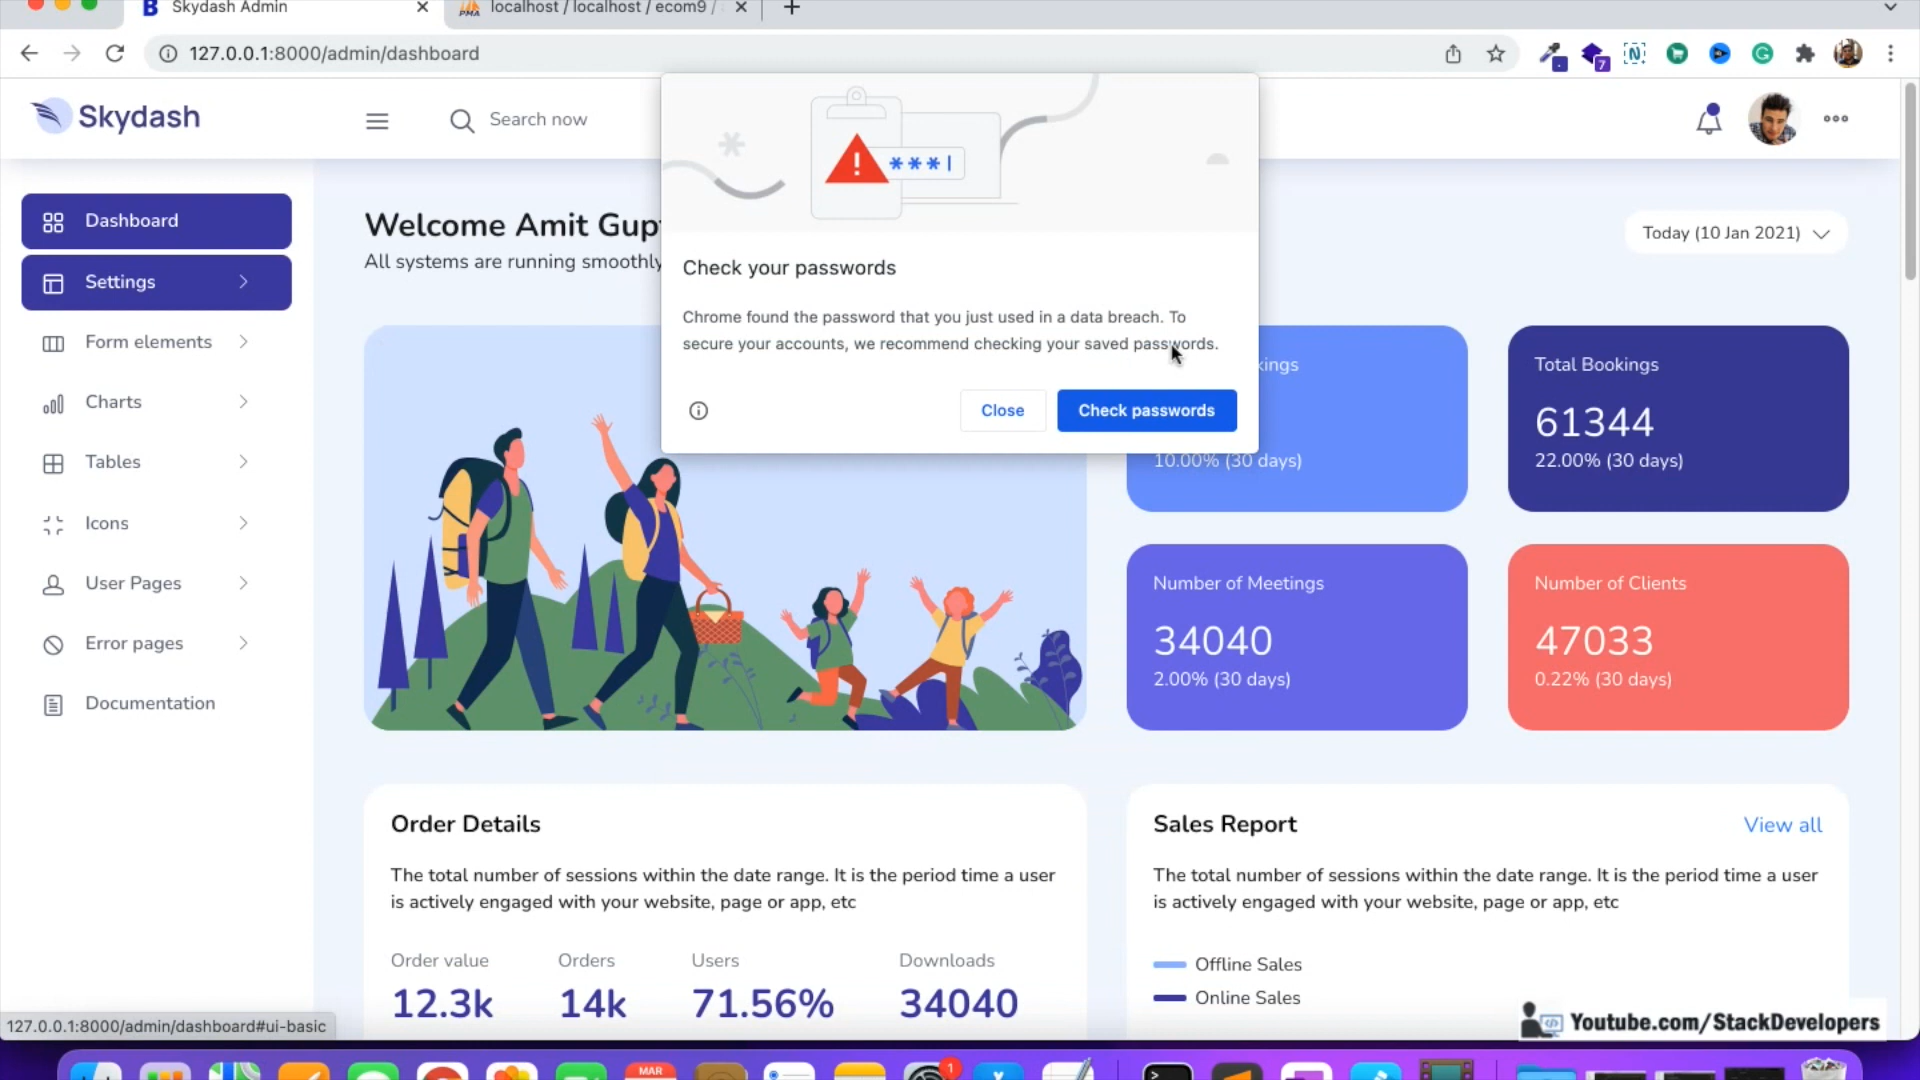 Skydash Admin
localhost / localhost / ecom9 /
127.0.0.1:8000/admin/dashboard
7
Skydash
Search now
***|
Dashboard
Settings
Form elements
Charts
Tables
Icons
User Pages
Error pages
Documentation
Welcome Amit Gup
All systems are running smoothly
Today (10 Jan 2021)
Check your passwords
Chrome found the password that you just used in a data breach. To
secure your accounts, we recommend checking your saved passwords.
Close
Check passwords
kings
10.00% (30 days)
Total Bookings
61344
22.00% (30 days)
Number of Meetings
34040
2.00% (30 days)
Number of Clients
47033
0.22% (30 days)
Order Details
The total number of sessions within the date range. It is the period time a user
is actively engaged with your website, page or app, etc
Order value
Orders
Users
Downloads
12.3k
14k
71.56%
34040
Sales Report
View all
The total number of sessions within the date range. It is the period time a user
is actively engaged with your website, page or app, etc
Offline Sales
Online Sales
127.0.0.1:8000/admin/dashboard#ui-basic
Youtube.com/StackDevelopers
MAR
1